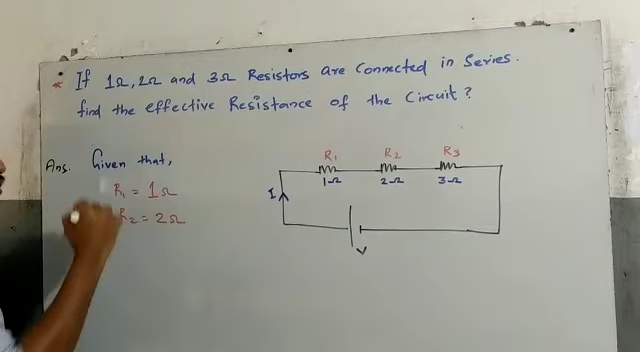 * If 1Ω, 2Ω and 3Ω Resistors are Connected in Series.
find the effective Resistance of the Circuit?
Ans. Given that,
R₁ = 1Ω
R₂ = 2Ω
R₁ R₂ R₃
1Ω 2Ω 3Ω
I
V